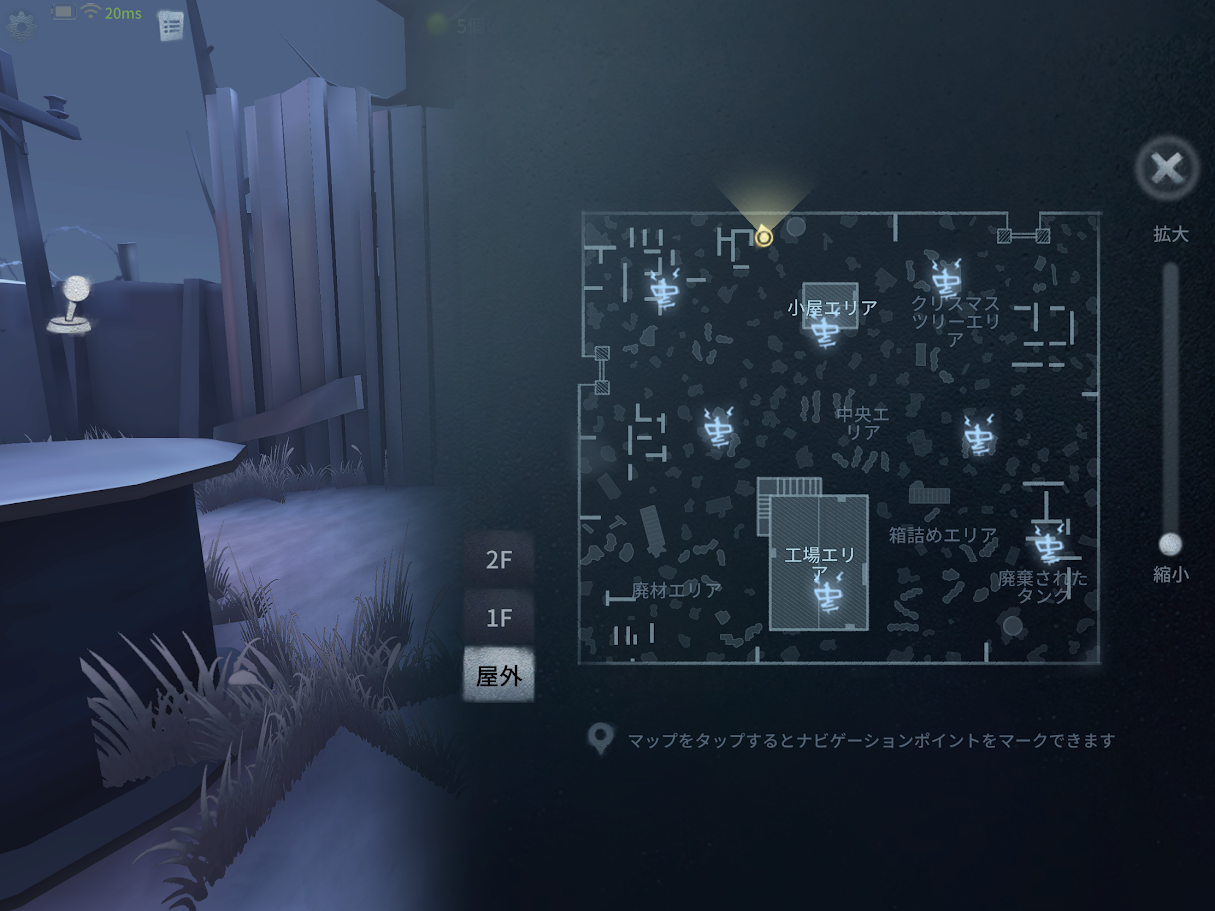 20ms
拡大
小屋エリア
クリスマス
ツリーエリ
ア
中央エ
リア
箱詰めエリア
工場エリ
ア
廃棄された
タンク
廃材エリア
縮小
2F
1F
屋外
マップをタップするとナビゲーションポイントをマークできます